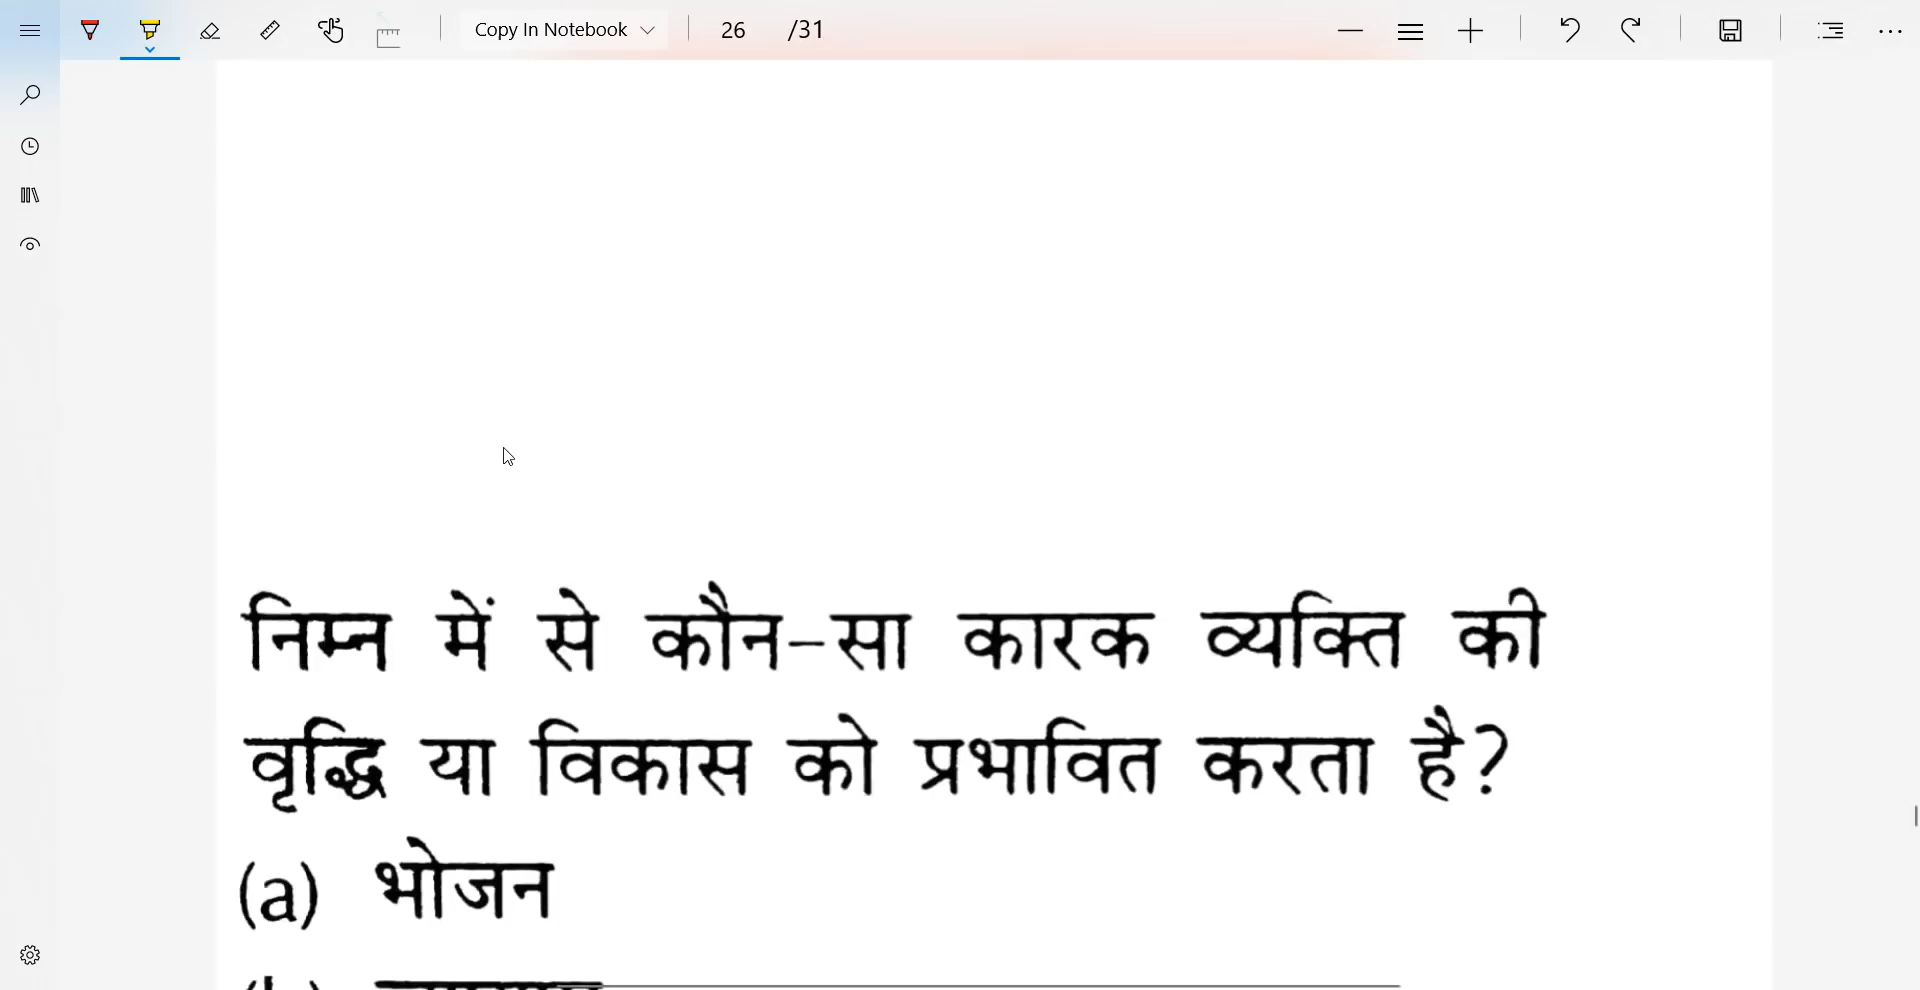 Copy In Notebook 26 /31
निम्न में से कौन-सा कारक व्यक्ति की
वृद्धि या विकास को प्रभावित करता है?
(a) भोजन